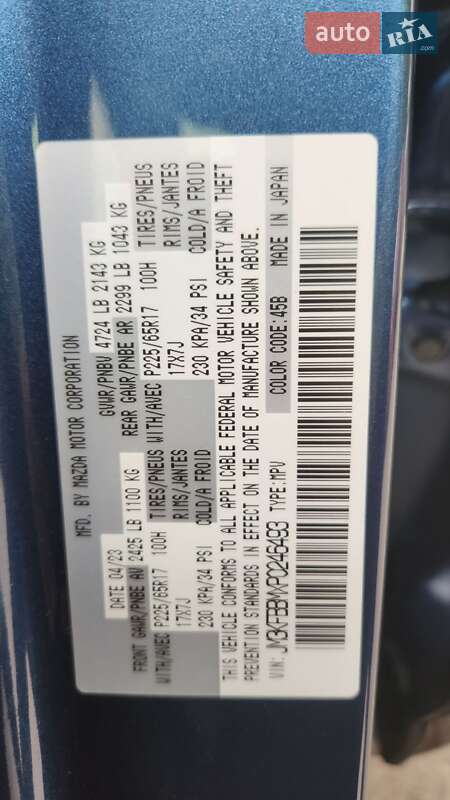 auto RIA.com
MFD. BY MAZDA MOTOR CORPORATION
DATE 04/23 GVWR/PNBV 4724 LB 2143 KG
FRONT GAWR/PNBE AV 2425 LB 1100 KG REAR GAWR/PNBE AR 2299 LB 1043 KG
WITH/AVEC P225/65R17 100H TIRES/PNEUS WITH/AVEC P225/65R17 100H TIRES/PNEUS
17X7J RIMS/JANTES 17X7J RIMS/JANTES
230 KPA/34 PSI COLD/A FROID 230 KPA/34 PSI COLD/A FROID
THIS VEHICLE CONFORMS TO ALL APPLICABLE FEDERAL MOTOR VEHICLE SAFETY AND THEFT
PREVENTION STANDARDS IN EFFECT ON THE DATE OF MANUFACTURE SHOWN ABOVE.
VIN: JM3KFBBMXP0246493 TYPE:MPV COLOR CODE:45B MADE IN JAPAN